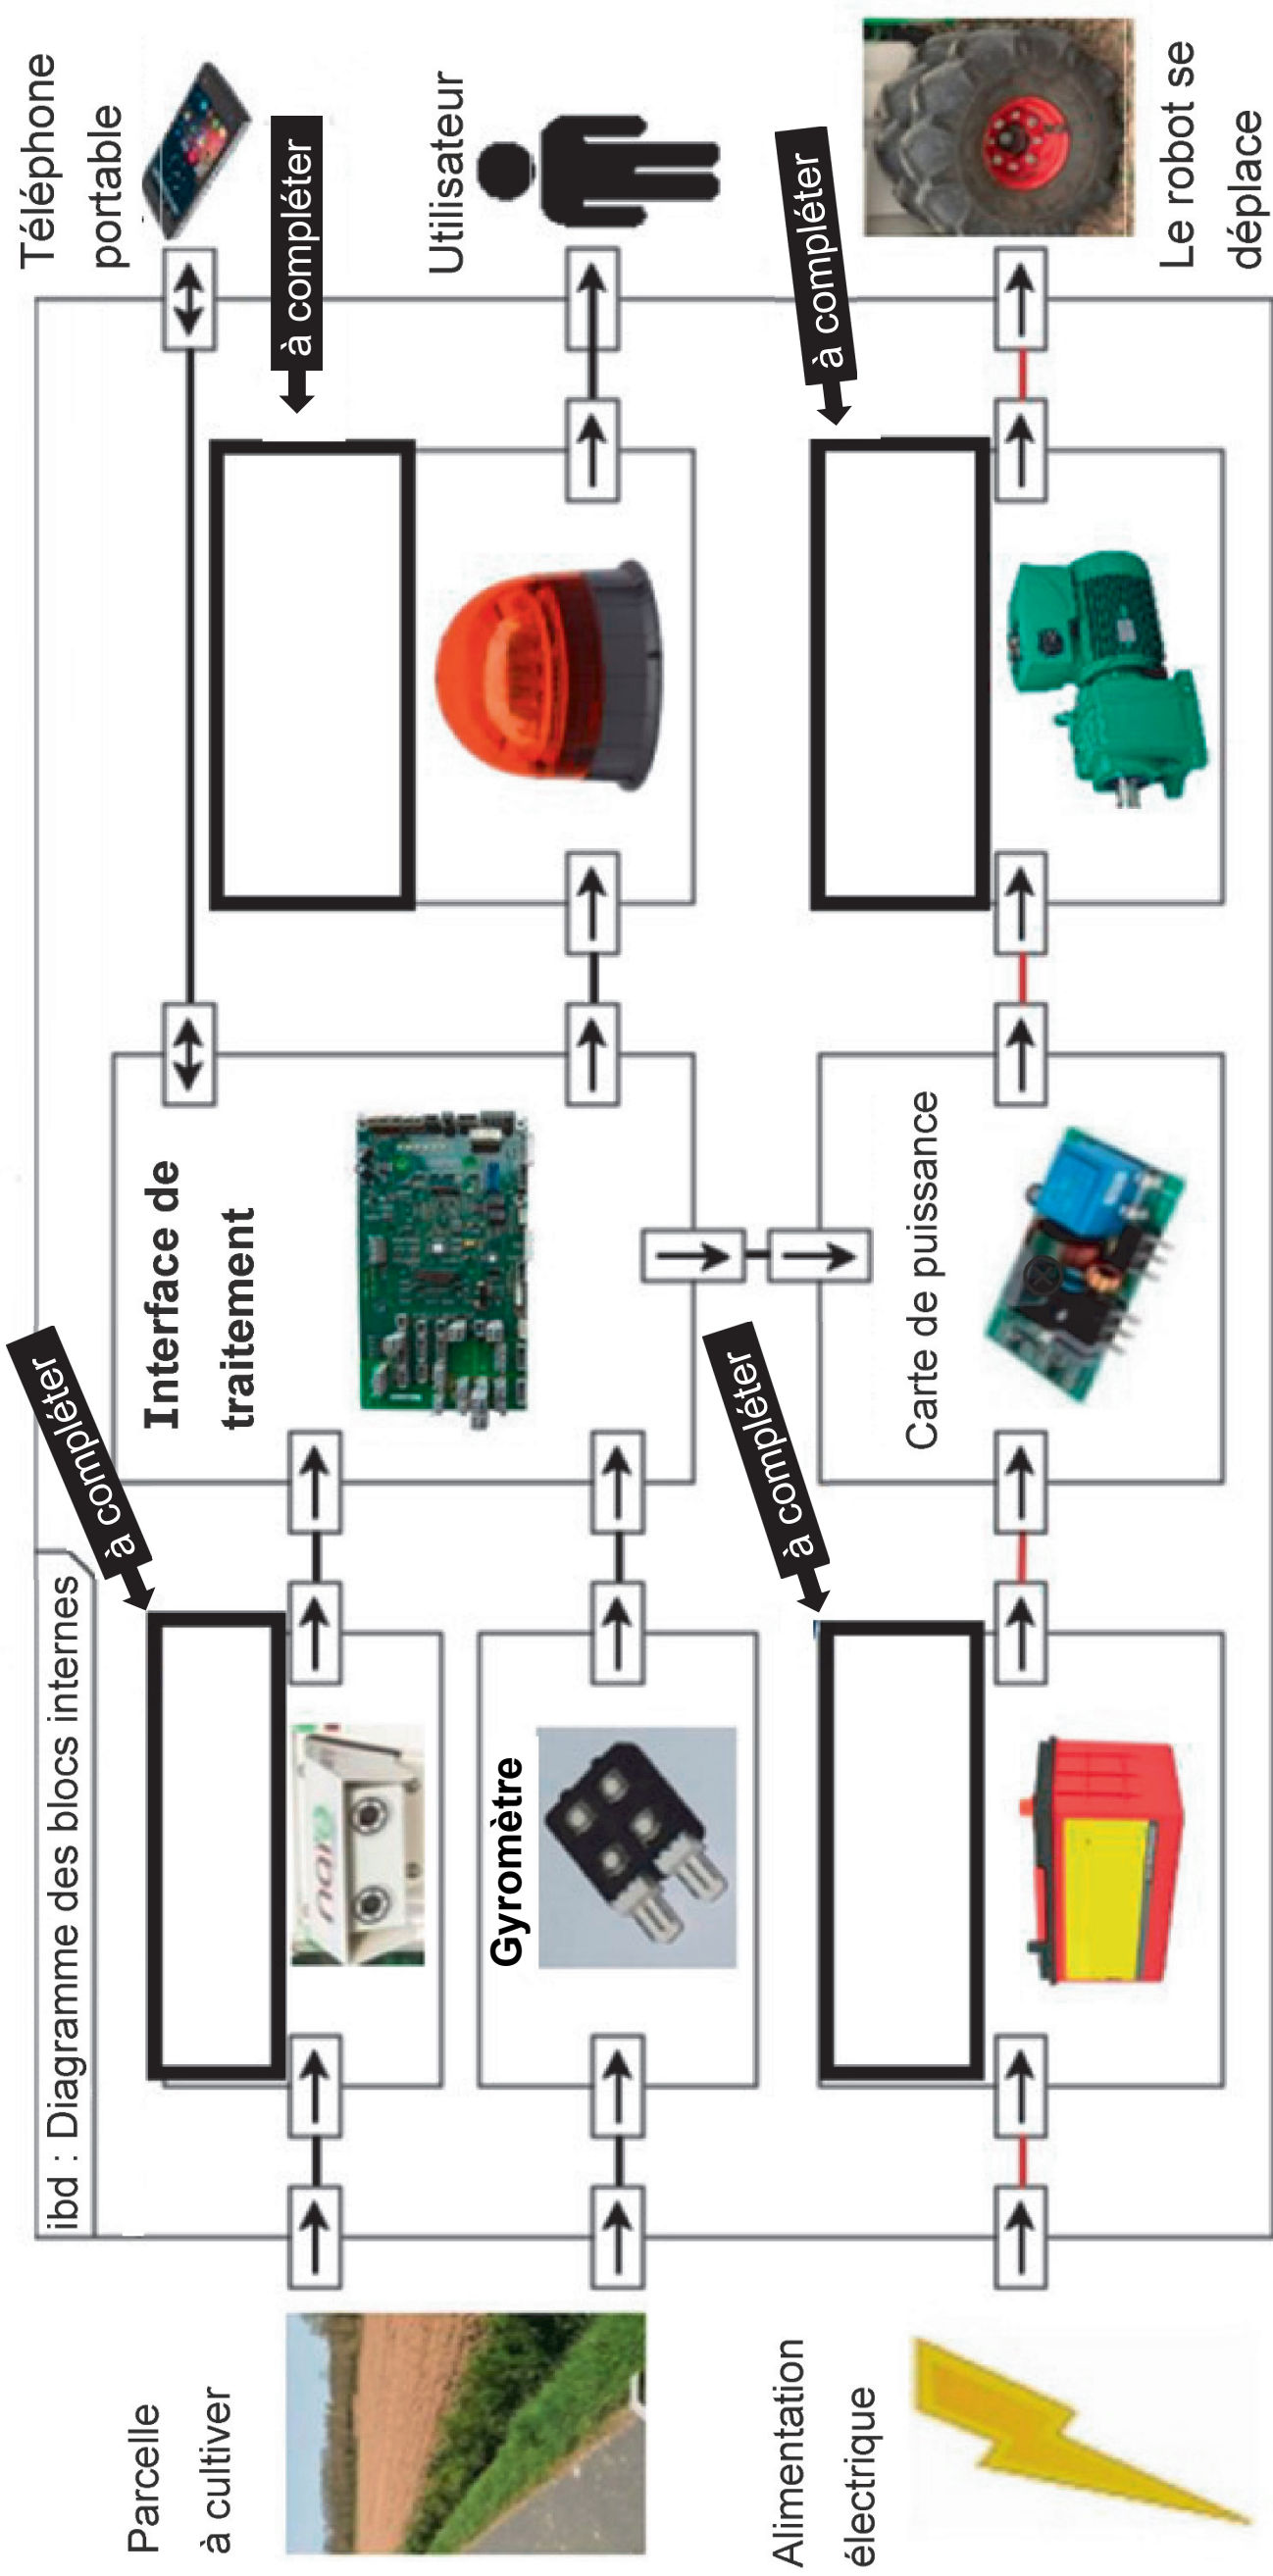 ibd : Diagramme des blocs internes
Parcelle
à cultiver
Alimentation
électrique
à compléter
naïo
Gyromètre
à compléter
Interface de
traitement
Carte de puissance
à compléter
à compléter
Téléphone
portable
Utilisateur
Le robot se
déplace